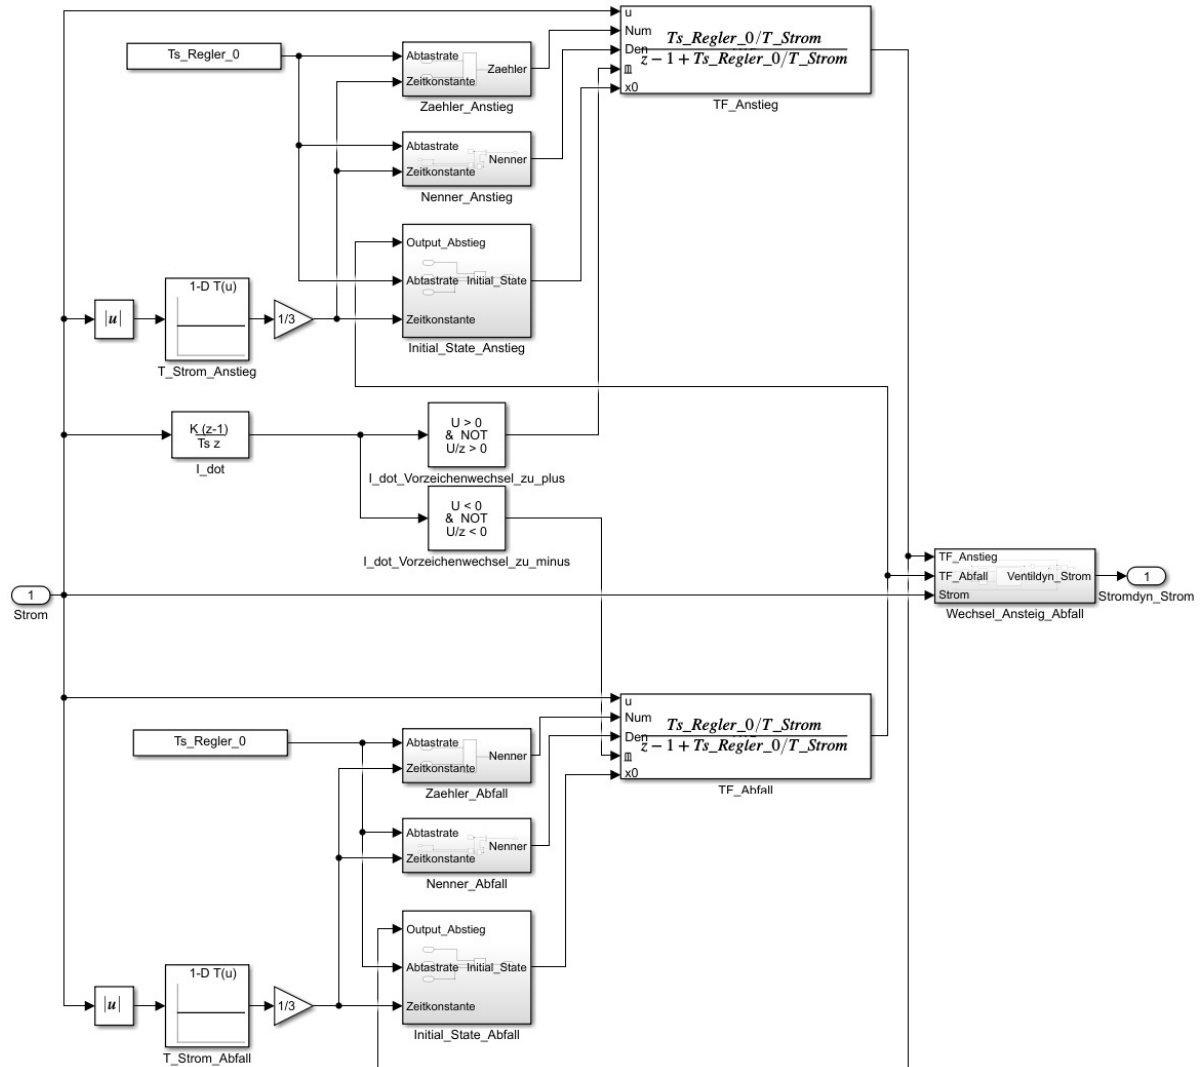 u
Num
Den
x0
Ts_Regler_0/T_Strom
z − 1 + Ts_Regler_0/T_Strom
TF_Anstieg
Ts_Regler_0
Abtastrate
Zeitkonstante
Zaehler
Zaehler_Anstieg
Abtastrate
Zeitkonstante
Nenner
Nenner_Anstieg
Output_Abstieg
Abtastrate
Initial_State
Zeitkonstante
Initial_State_Anstieg
|u|
1-D T(u)
T_Strom_Anstieg
1/3
K (z-1)
Ts z
I_dot
U > 0
& NOT
U/z > 0
I_dot_Vorzeichenwechsel_zu_plus
U < 0
& NOT
U/z < 0
I_dot_Vorzeichenwechsel_zu_minus
1
Strom
TF_Anstieg
TF_Abfall
Strom
Ventildyn_Strom
Wechsel_Ansteig_Abfall
1
Stromdyn_Strom
u
Num
Den
x0
Ts_Regler_0/T_Strom
z − 1 + Ts_Regler_0/T_Strom
TF_Abfall
Ts_Regler_0
Abtastrate
Zeitkonstante
Nenner
Zaehler_Abfall
Abtastrate
Zeitkonstante
Nenner
Nenner_Abfall
Output_Abstieg
Abtastrate
Initial_State
Zeitkonstante
Initial_State_Abfall
|u|
1-D T(u)
T_Strom_Abfall
1/3